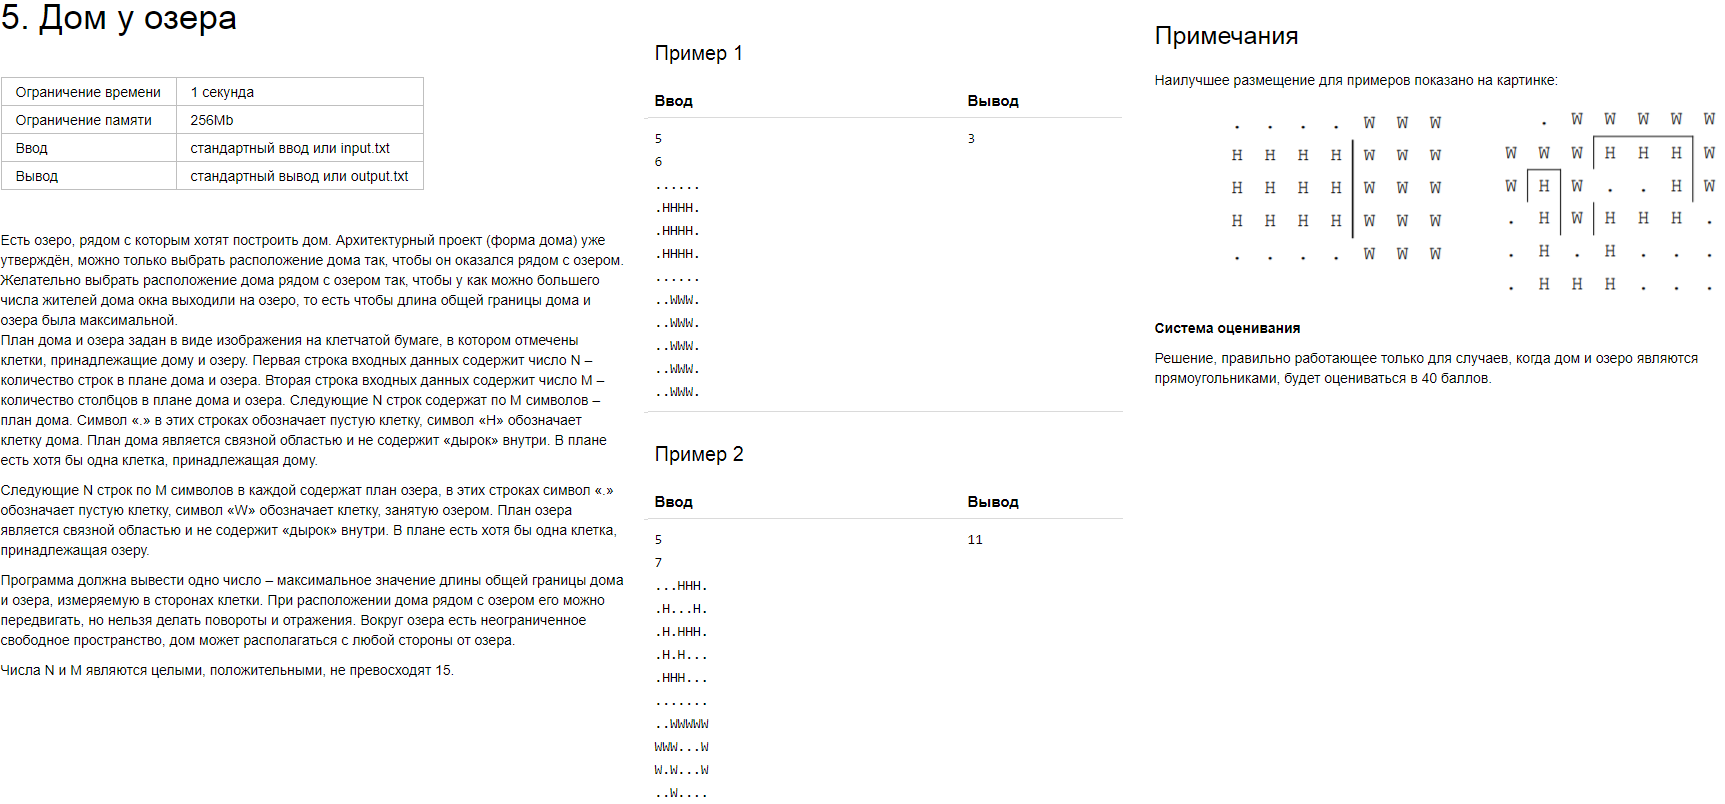 5. Дом у озера
Ограничение времени 1 секунда
Ограничение памяти 256Mb
Ввод стандартный ввод или input.txt
Вывод стандартный вывод или output.txt
Есть озеро, рядом с которым хотят построить дом. Архитектурный проект (форма дома) уже
утверждён, можно только выбрать расположение дома так, чтобы он оказался рядом с озером.
Желательно выбрать расположение дома рядом с озером так, чтобы у как можно большего
числа жителей дома окна выходили на озеро, то есть чтобы длина общей границы дома и
озера была максимальной.
План дома и озера задан в виде изображения на клетчатой бумаге, в котором отмечены
клетки, принадлежащие дому и озеру. Первая строка входных данных содержит число N –
количество строк в плане дома и озера. Вторая строка входных данных содержит число M –
количество столбцов в плане дома и озера. Следующие N строк содержат по M символов –
план дома. Символ «.» в этих строках обозначает пустую клетку, символ «H» обозначает
клетку дома. План дома является связной областью и не содержит «дырок» внутри. В плане
есть хотя бы одна клетка, принадлежащая дому.
Следующие N строк по M символов в каждой содержат план озера, в этих строках символ «.»
обозначает пустую клетку, символ «W» обозначает клетку, занятую озером. План озера
является связной областью и не содержит «дырок» внутри. В плане есть хотя бы одна клетка,
принадлежащая озеру.
Программа должна вывести одно число – максимальное значение длины общей границы дома
и озера, измеряемую в сторонах клетки. При расположении дома рядом с озером его можно
передвигать, но нельзя делать повороты и отражения. Вокруг озера есть неограниченное
свободное пространство, дом может располагаться с любой стороны от озера.
Числа N и M являются целыми, положительными, не превосходят 15.
Пример 1
Ввод Вывод
5 3
6
......
.HHHH.
.HHHH.
.HHHH.
......
..WWW.
..WWW.
..WWW.
..WWW.
..WWW.
Пример 2
Ввод Вывод
5 11
7
...HHH.
.H...H.
.H.HHH.
.H.H...
.HHH...
.......
..WWWWW
WWW...W
W.W...W
..W....
Примечания
Наилучшее размещение для примеров показано на картинке:
. . . . W W W
H H H H W W W
H H H H W W W
H H H H W W W
. . . . W W W
. W W W W W
W W W H H H W
W H W . . H W
. H W H H H .
. H . H . . .
. H H H . . .
Система оценивания
Решение, правильно работающее только для случаев, когда дом и озеро являются
прямоугольниками, будет оцениваться в 40 баллов.